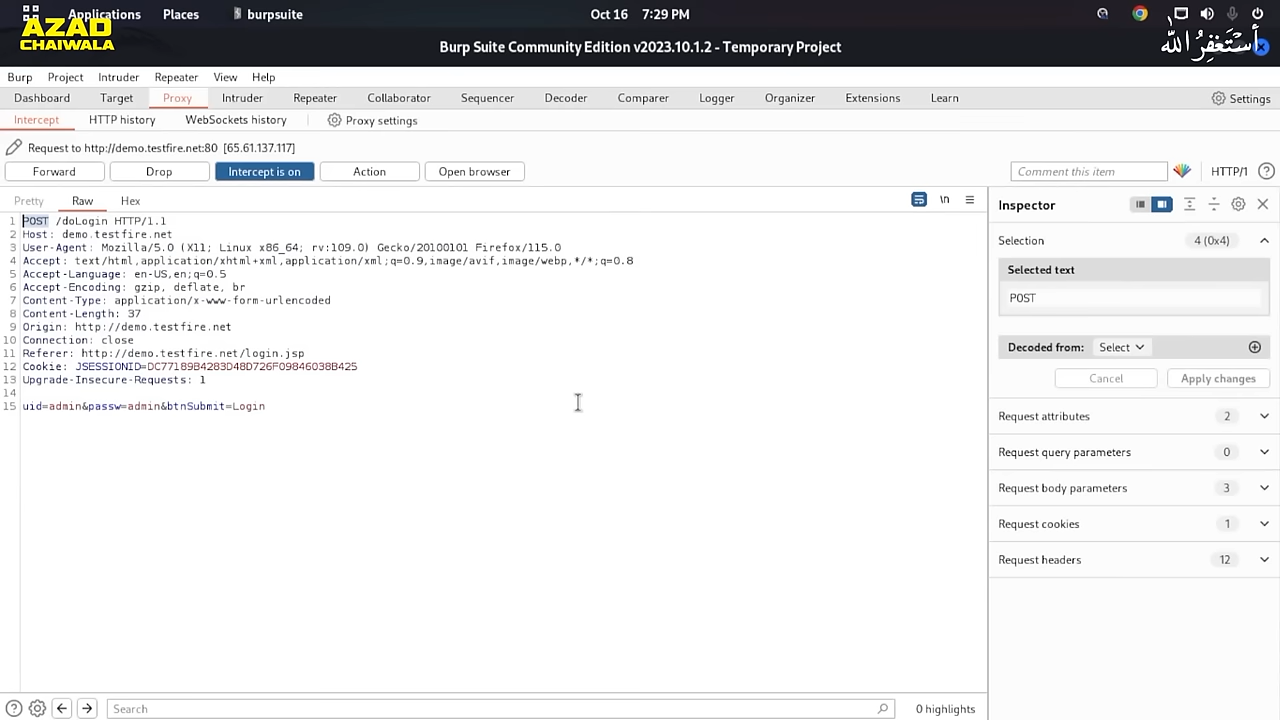 Applications Places burpsuite Oct 16 7:29 PM
AZAD
CHAIWALA
Burp Suite Community Edition v2023.10.1.2 - Temporary Project
أَسْتَغْفِرُ اللّٰه
Burp Project Intruder Repeater View Help
Dashboard Target Proxy Intruder Repeater Collaborator Sequencer Decoder Comparer Logger Organizer Extensions Learn Settings
Intercept HTTP history WebSockets history Proxy settings
Request to http://demo.testfire.net:80 [65.61.137.117]
Forward Drop Intercept is on Action Open browser Comment this item HTTP/1 ?
Pretty Raw Hex \n
Inspector
1 POST /doLogin HTTP/1.1
2 Host: demo.testfire.net
3 User-Agent: Mozilla/5.0 (X11; Linux x86_64; rv:109.0) Gecko/20100101 Firefox/115.0
4 Accept: text/html,application/xhtml+xml,application/xml;q=0.9,image/avif,image/webp,*/*;q=0.8
5 Accept-Language: en-US,en;q=0.5
6 Accept-Encoding: gzip, deflate, br
7 Content-Type: application/x-www-form-urlencoded
8 Content-Length: 37
9 Origin: http://demo.testfire.net
10 Connection: close
11 Referer: http://demo.testfire.net/login.jsp
12 Cookie: JSESSIONID=DC77189B4283D48D726F09846038B425
13 Upgrade-Insecure-Requests: 1
14
15 uid=admin&passw=admin&btnSubmit=Login
Selection 4 (0x4)
Selected text
POST
Decoded from: Select
Cancel Apply changes
Request attributes 2
Request query parameters 0
Request body parameters 3
Request cookies 1
Request headers 12
? Search 0 highlights